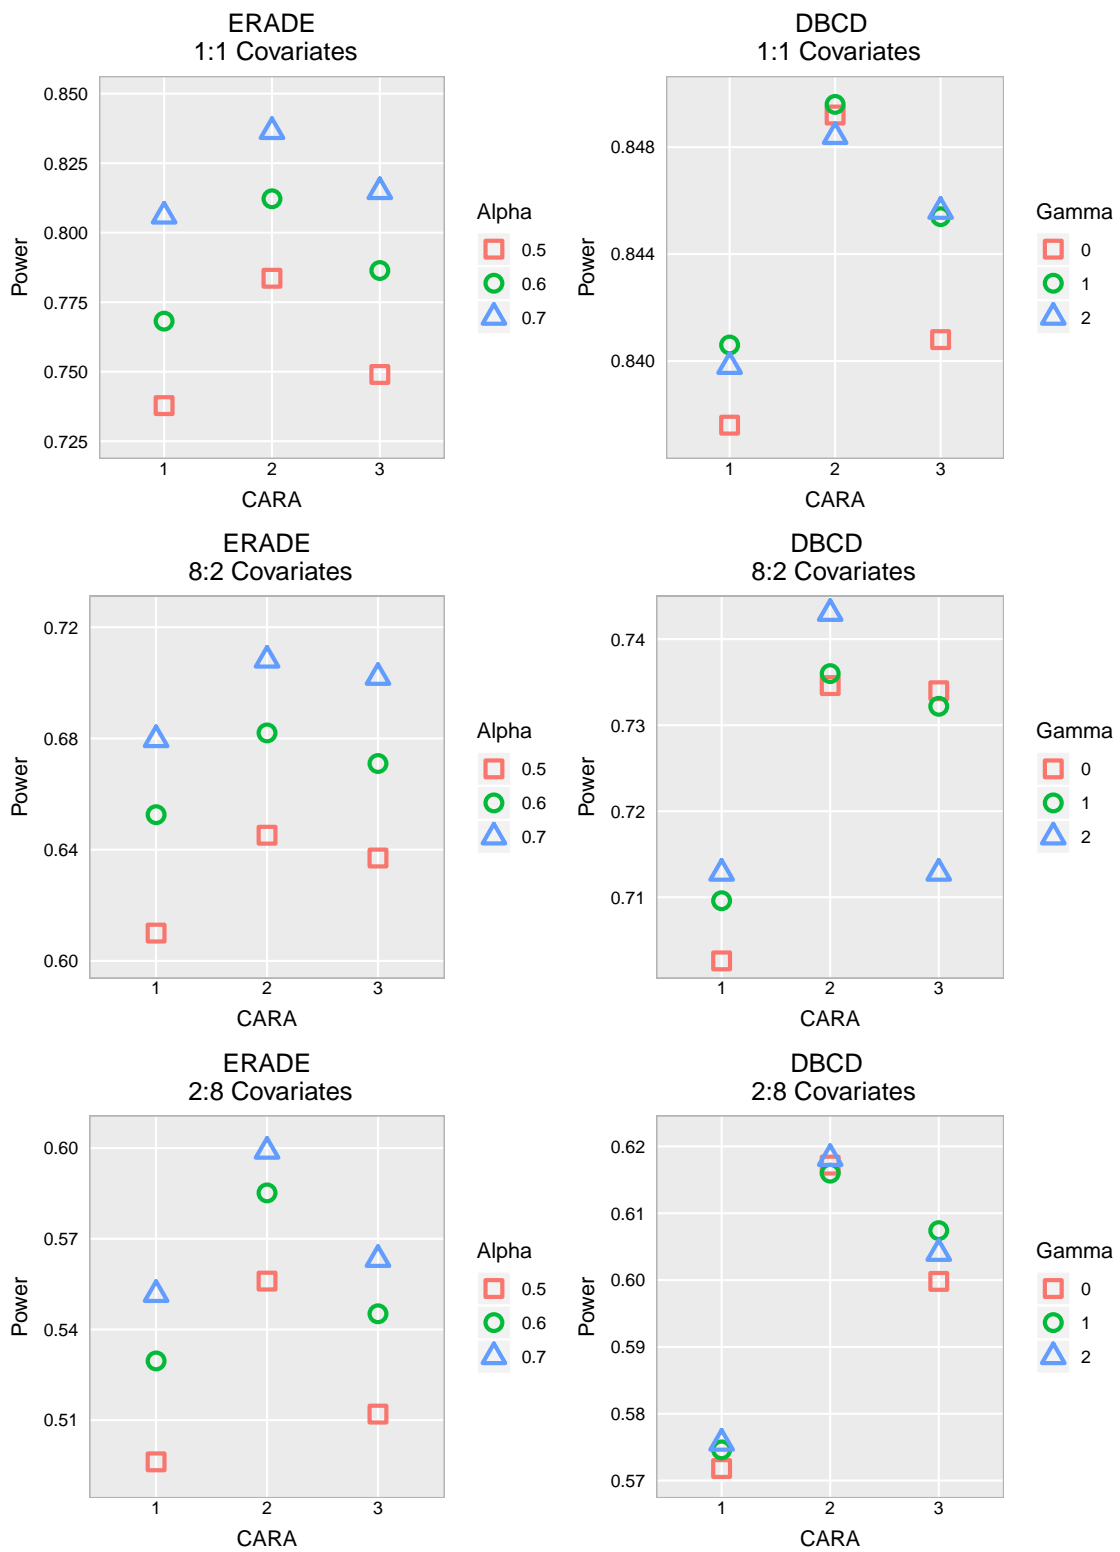 ERADE
1:1 Covariates
0.850
0.825
0.800
0.775
0.750
0.725
Power
1 2 3
CARA
Alpha
0.5
0.6
0.7
DBCD
1:1 Covariates
0.848
0.844
0.840
Power
1 2 3
CARA
Gamma
0
1
2
ERADE
8:2 Covariates
0.72
0.68
0.64
0.60
Power
1 2 3
CARA
Alpha
0.5
0.6
0.7
DBCD
8:2 Covariates
0.74
0.73
0.72
0.71
Power
1 2 3
CARA
Gamma
0
1
2
ERADE
2:8 Covariates
0.60
0.57
0.54
0.51
Power
1 2 3
CARA
Alpha
0.5
0.6
0.7
DBCD
2:8 Covariates
0.62
0.61
0.60
0.59
0.58
0.57
Power
1 2 3
CARA
Gamma
0
1
2